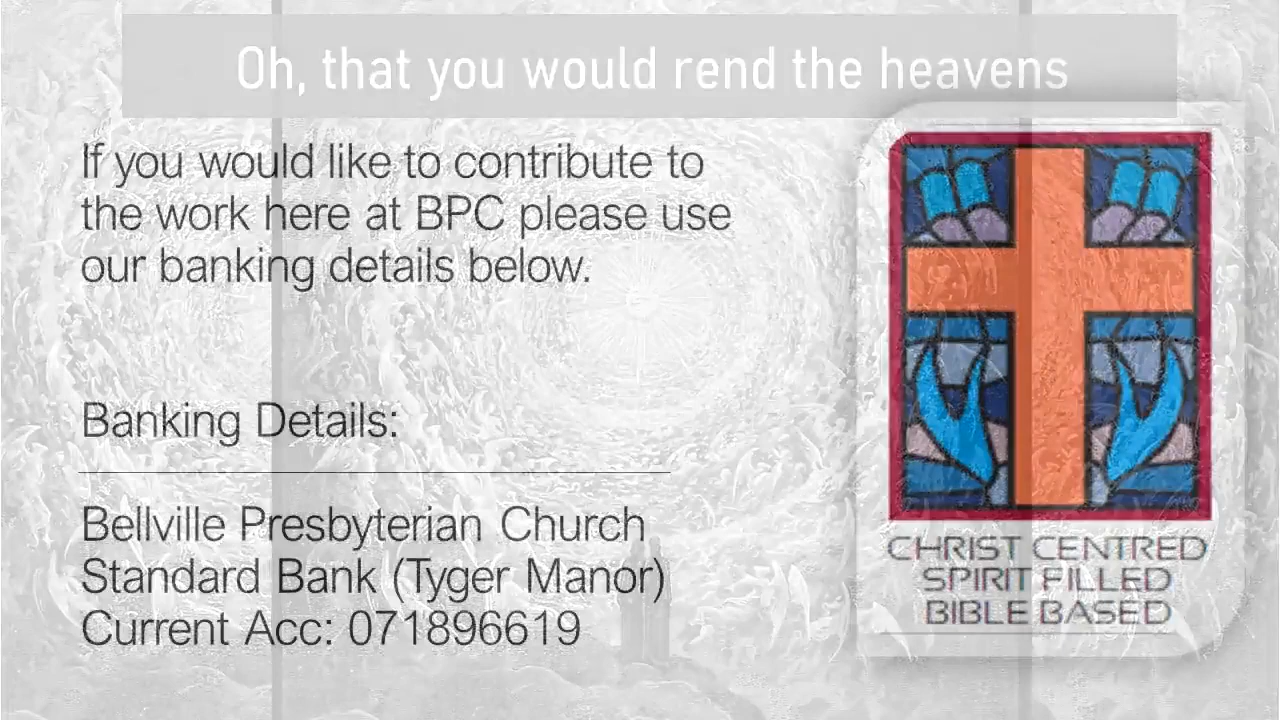 Oh, that you would rend the heavens
If you would like to contribute to
the work here at BPC please use
our banking details below.
Banking Details:
Bellville Presbyterian Church
Standard Bank (Tyger Manor)
Current Acc: 071896619
CHRIST CENTRED
SPIRIT FILLED
BIBLE BASED